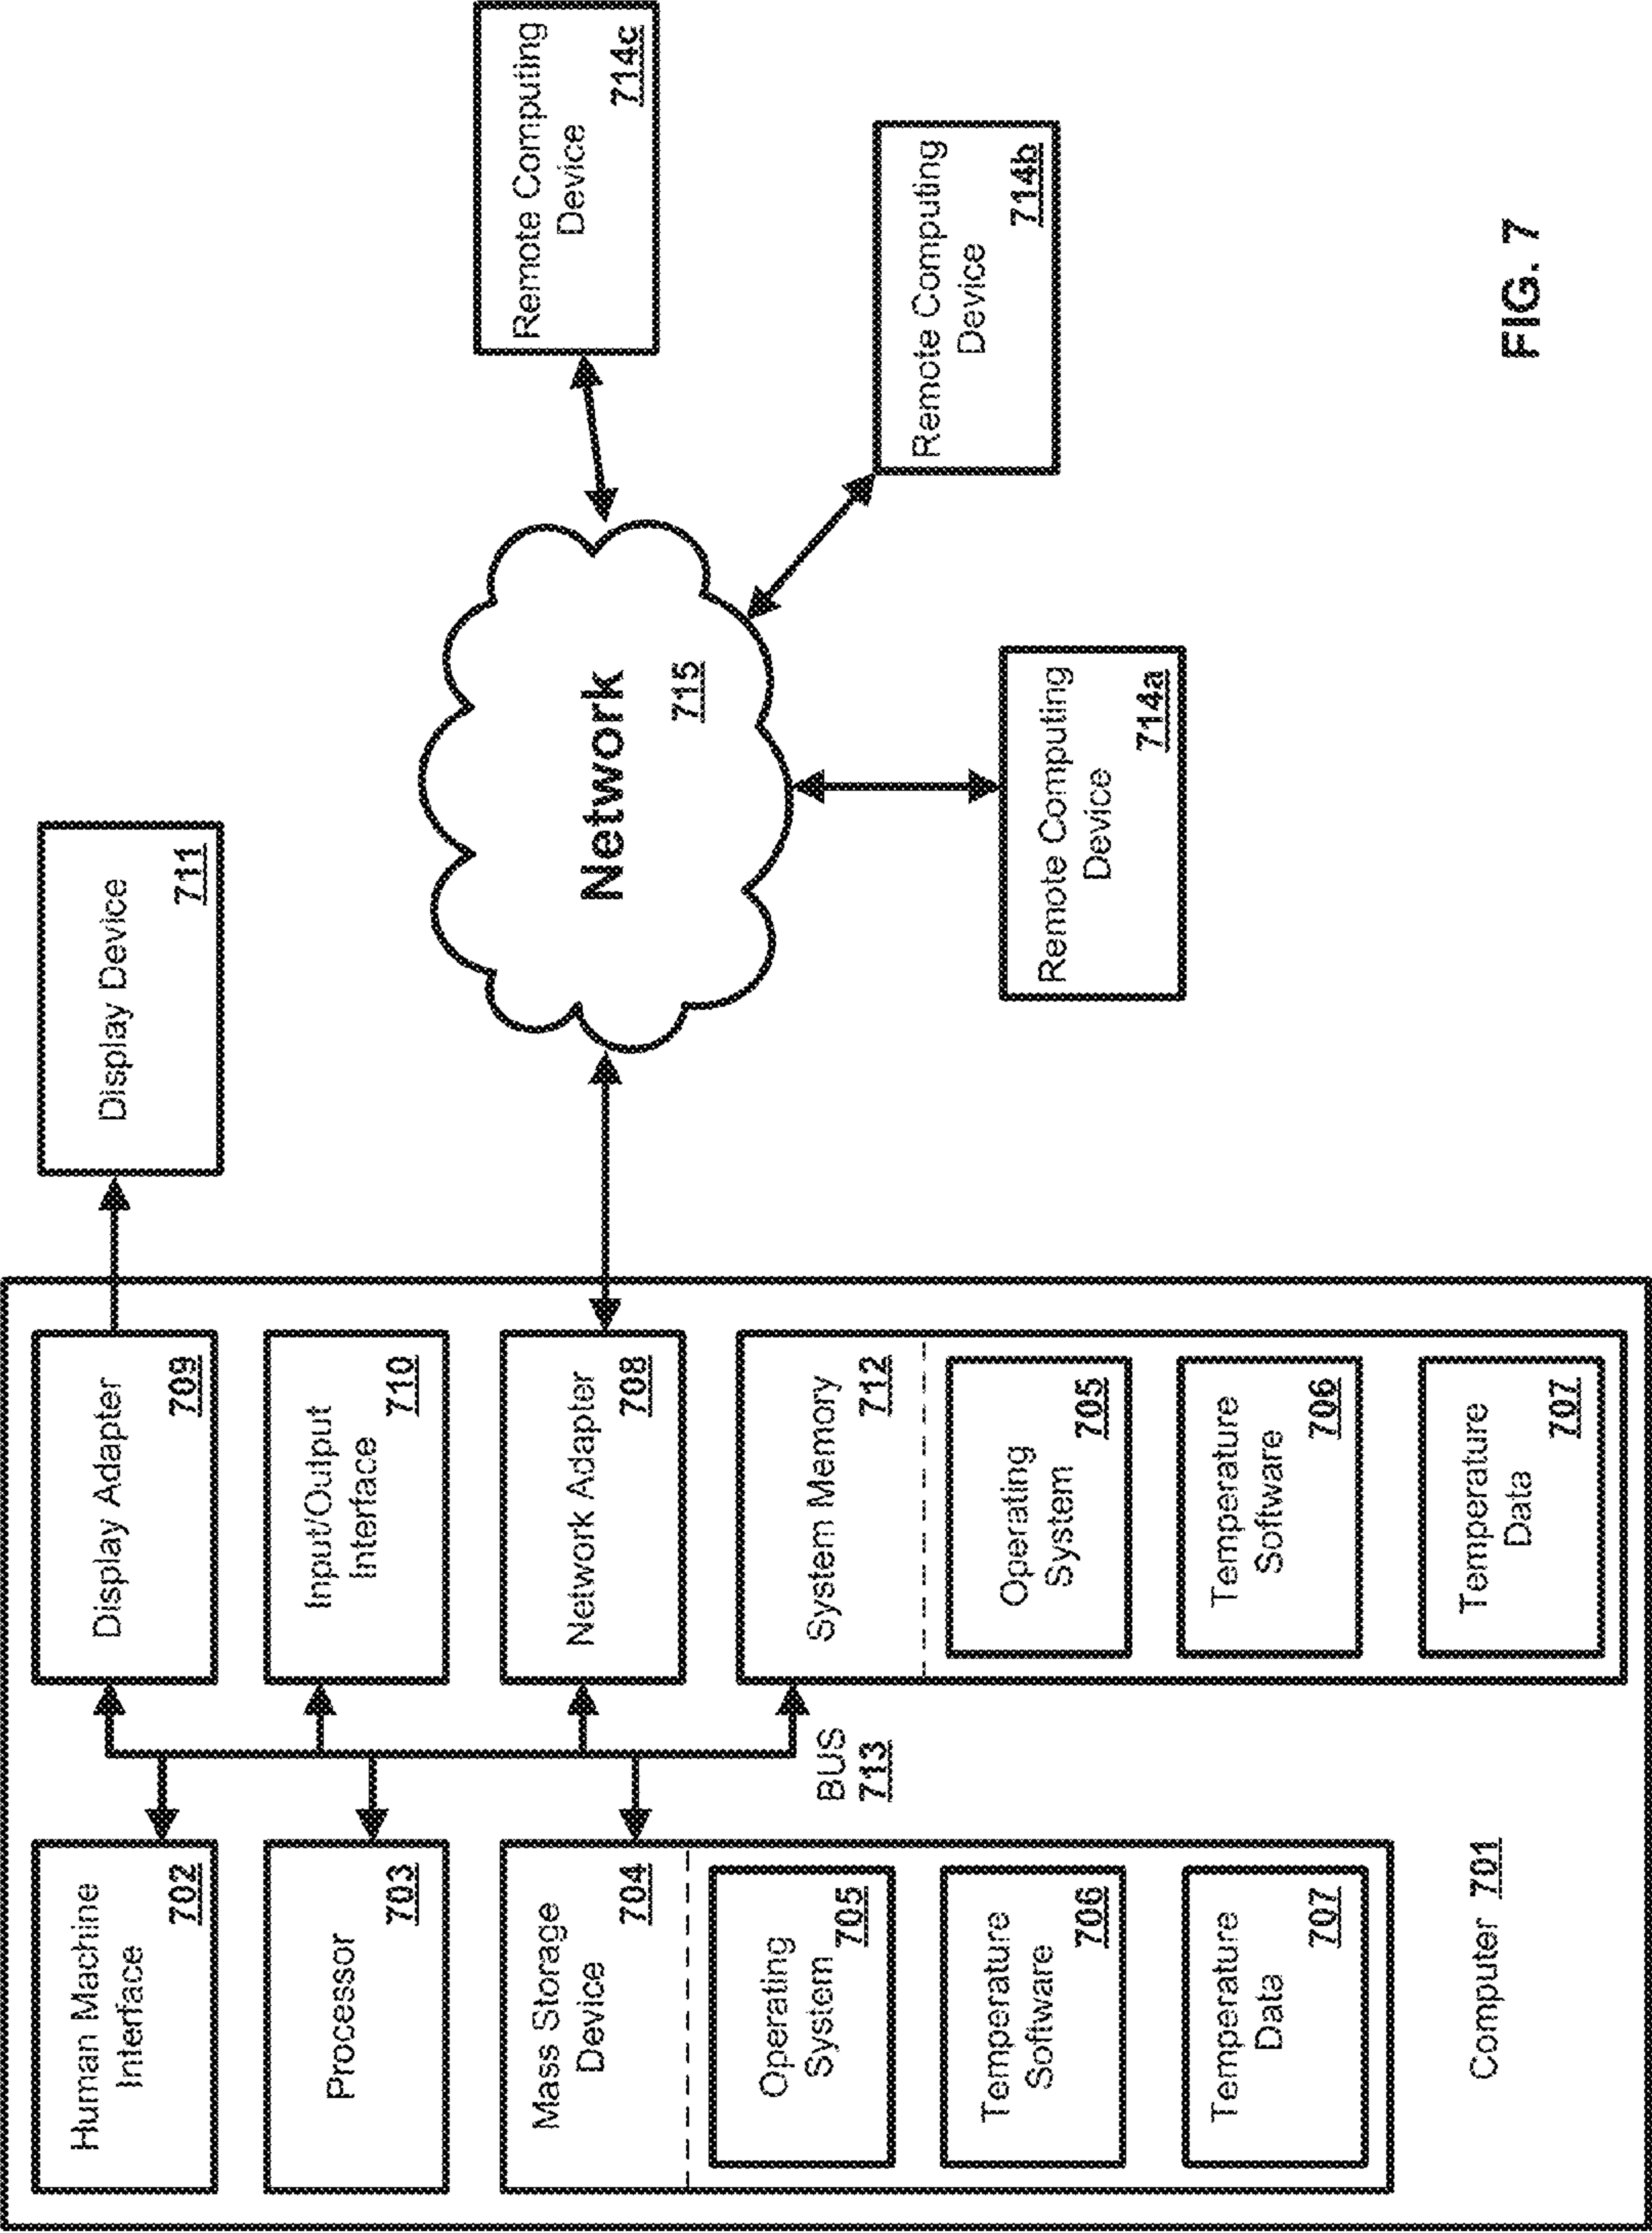 Human Machine
Interface
702
Processor
703
Mass Storage
Device
704
Operating
System
705
Temperature
Software
706
Temperature
Data
707
Computer 701
BUS
713
Display Adapter
709
Input/Output
Interface
710
Network Adapter
708
System Memory
712
Operating
System
705
Temperature
Software
706
Temperature
Data
707
Display Device
711
Network
715
Remote Computing
Device
714a
Remote Computing
Device
714b
Remote Computing
Device
714c
FIG. 7